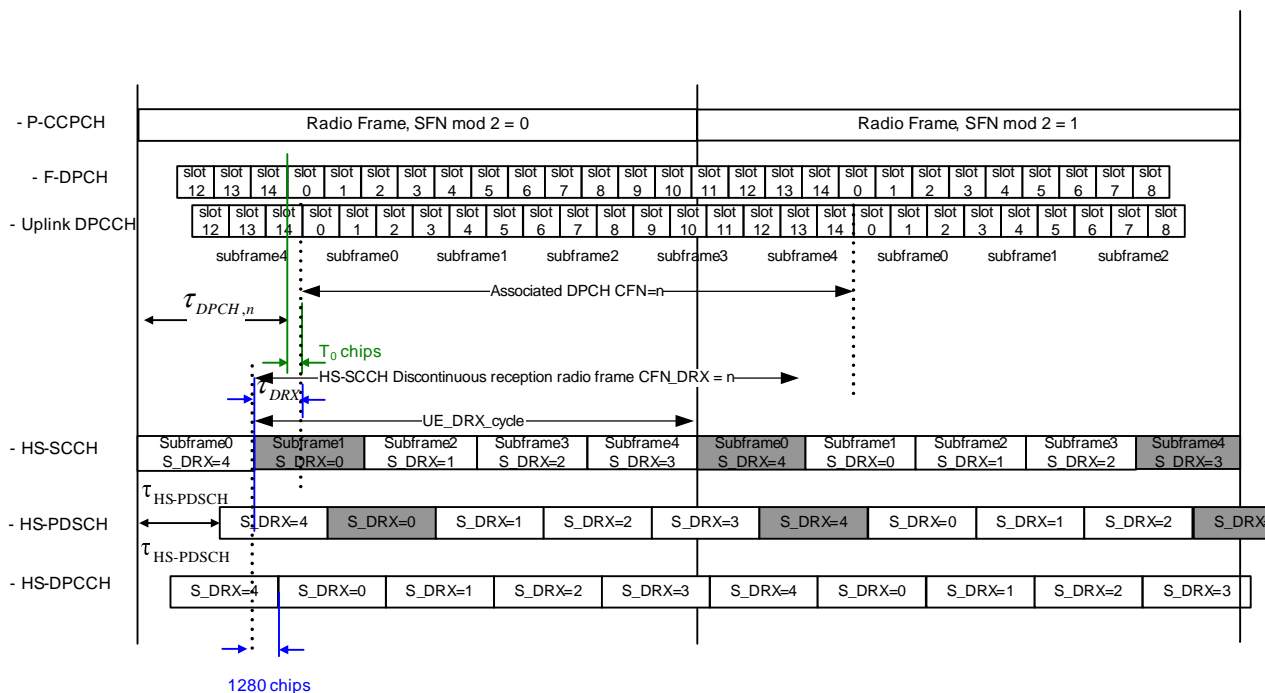 - P-CCPCH
Radio Frame, SFN mod 2 = 0
Radio Frame, SFN mod 2 = 1
- F-DPCH
slot 12 slot 13 slot 14 slot 0 slot 1 slot 2 slot 3 slot 4 slot 5 slot 6 slot 7 slot 8 slot 9 slot 10 slot 11 slot 12 slot 13 slot 14 slot 0 slot 1 slot 2 slot 3 slot 4 slot 5 slot 6 slot 7 slot 8
- Uplink DPCCH
slot 12 slot 13 slot 14 slot 0 slot 1 slot 2 slot 3 slot 4 slot 5 slot 6 slot 7 slot 8 slot 9 slot 10 slot 11 slot 12 slot 13 slot 14 slot 0 slot 1 slot 2 slot 3 slot 4 slot 5 slot 6 slot 7 slot 8
subframe4 subframe0 subframe1 subframe2 subframe3 subframe4 subframe0 subframe1 subframe2
Associated DPCH CFN=n
τDPCH,n
T0 chips
HS-SCCH Discontinuous reception radio frame CFN_DRX = n
τDRX
UE_DRX_cycle
- HS-SCCH
Subframe0 Subframe1 Subframe2 Subframe3 Subframe4 Subframe0 Subframe1 Subframe2 Subframe3 Subframe4
S_DRX=4 S_DRX=0 S_DRX=1 S_DRX=2 S_DRX=3 S_DRX=4 S_DRX=0 S_DRX=1 S_DRX=2 S_DRX=3
τHS-PDSCH
- HS-PDSCH
S_DRX=4 S_DRX=0 S_DRX=1 S_DRX=2 S_DRX=3 S_DRX=4 S_DRX=0 S_DRX=1 S_DRX=2 S_DRX=
τHS-PDSCH
- HS-DPCCH
S_DRX=4 S_DRX=0 S_DRX=1 S_DRX=2 S_DRX=3 S_DRX=4 S_DRX=0 S_DRX=1 S_DRX=2 S_DRX=3
1280 chips